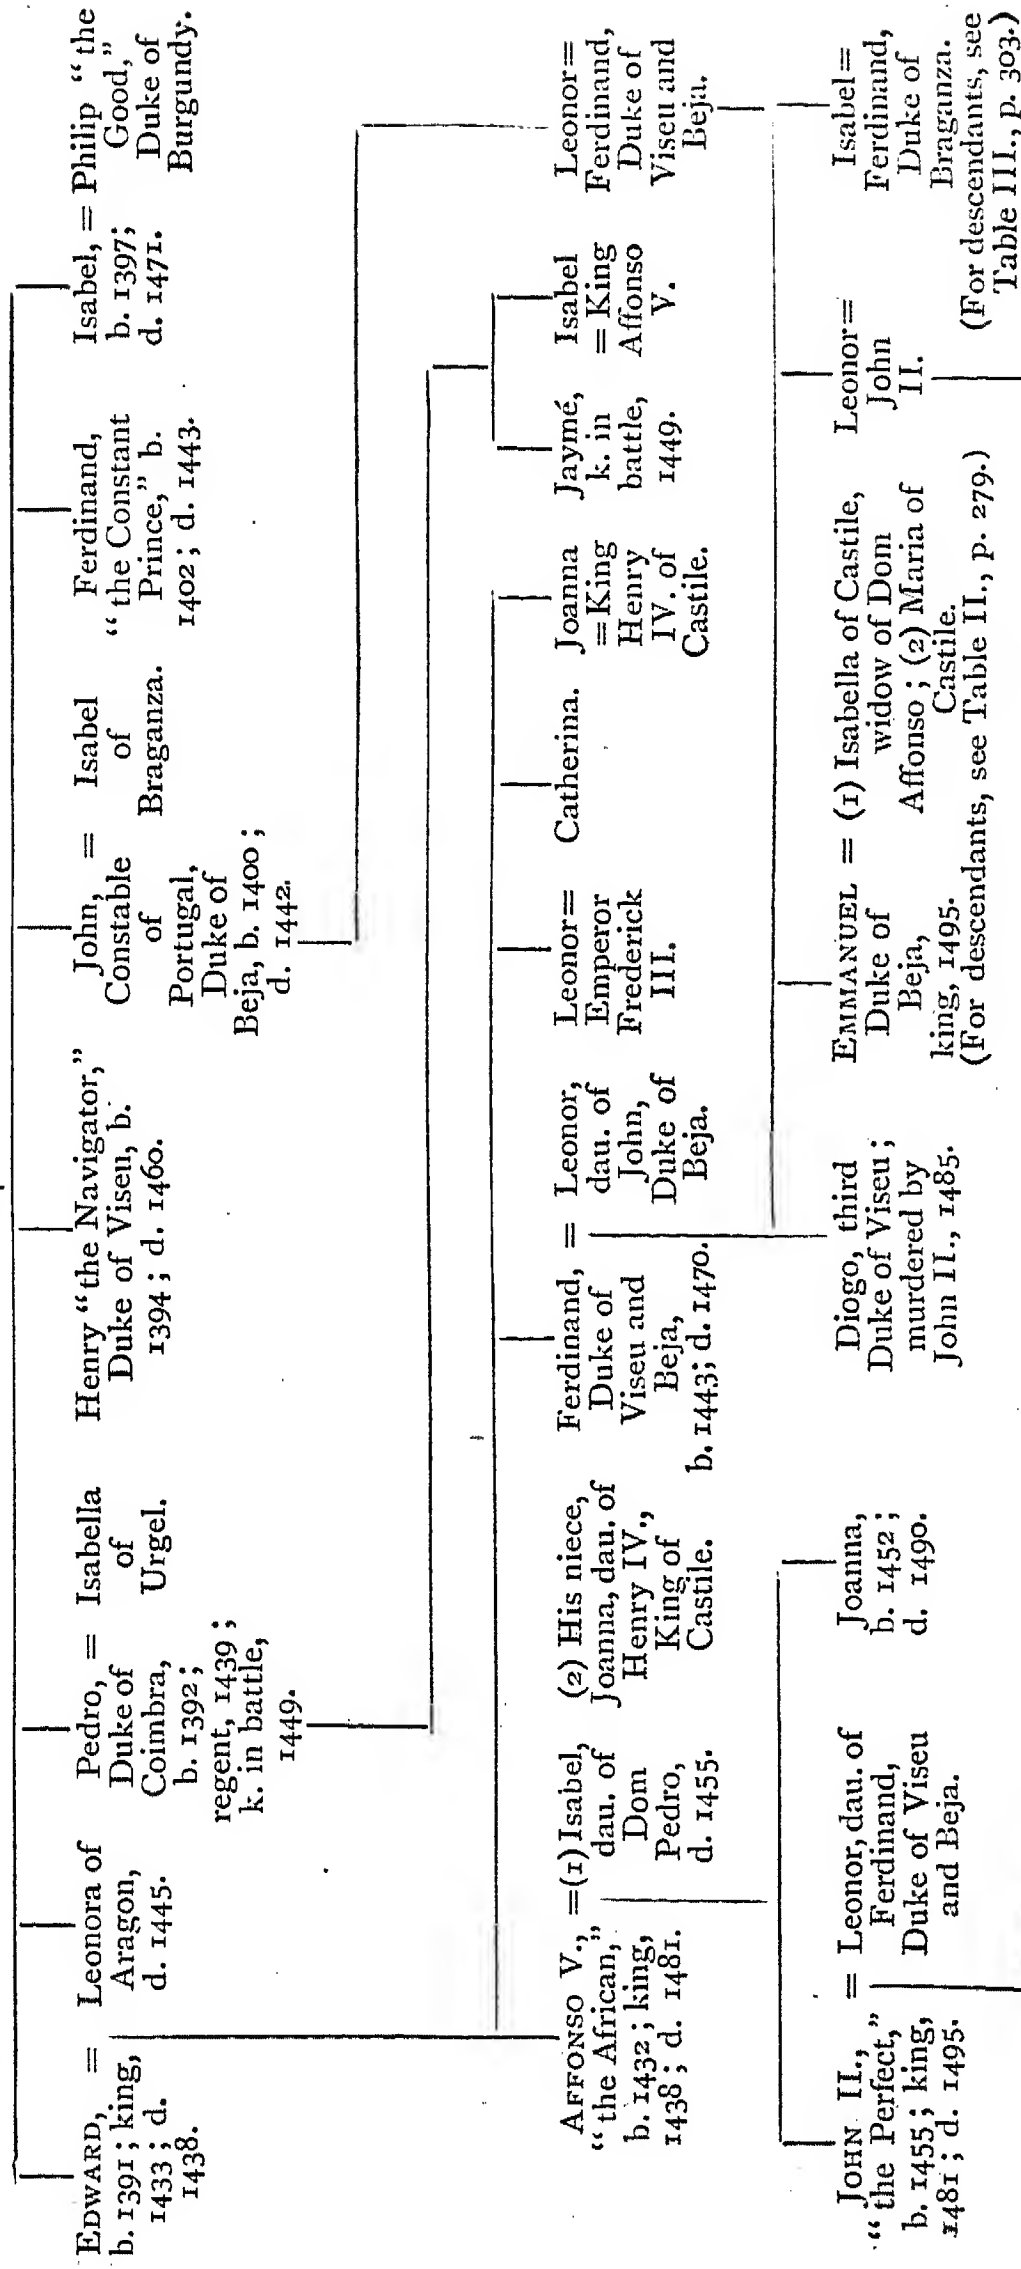 EDWARD, =
b. 1391; king,
1433; d.
1438.
Leonora of
Aragon,
d. 1445.
Pedro, =
Duke of
Coimbra,
b. 1392;
regent, 1439;
k. in battle,
1449.
Isabella
of
Urgel.
Henry “the Navigator,”
Duke of Viseu, b.
1394; d. 1460.
John, =
Constable
of
Portugal,
Duke of
Beja, b. 1400;
d. 1442.
Isabel
of
Braganza.
Ferdinand,
“the Constant
Prince,” b.
1402; d. 1443.
Isabel, =
b. 1397;
d. 1471.
Philip “the
Good,”
Duke of
Burgundy.
AFFONSO V.,
“the African,”
b. 1432; king,
1438; d. 1481.
=(1) Isabel,
dau. of
Dom
Pedro,
d. 1455.
(2) His niece,
Joanna, dau. of
Henry IV.,
King of
Castile.
Ferdinand, =
Duke of
Viseu and
Beja,
b. 1443; d. 1470.
Leonor,
dau. of
John,
Duke of
Beja.
Leonor=
Emperor
Frederick
III.
Catherina.
Joanna
=King
Henry
IV. of
Castile.
Jaymé,
k. in
battle,
1449.
Isabel
=King
Affonso
V.
Leonor=
Ferdinand,
Duke of
Viseu and
Beja.
JOHN II., =
“the Perfect,”
b. 1455; king,
1481; d. 1495.
Leonor, dau. of
Ferdinand,
Duke of Viseu
and Beja.
Joanna,
b. 1452;
d. 1490.
Diogo, third
Duke of Viseu;
murdered by
John II., 1485.
EMMANUEL =
Duke of
Beja,
king, 1495.
(1) Isabella of Castile,
widow of Dom
Affonso; (2) Maria of
Castile.
(For descendants, see Table II., p. 279.)
Leonor=
John
II.
Isabel=
Ferdinand,
Duke of
Braganza.
(For descendants, see
Table III., p. 303.)